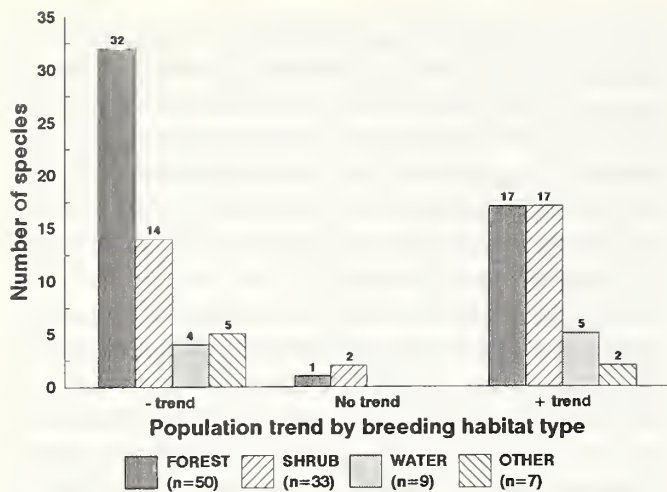 Number of species
35
30
25
20
15
10
5
0
32
14
4
5
1
2
17
17
5
2
- trend
No trend
+ trend
Population trend by breeding habitat type
FOREST (n=50)
SHRUB (n=33)
WATER (n=9)
OTHER (n=7)